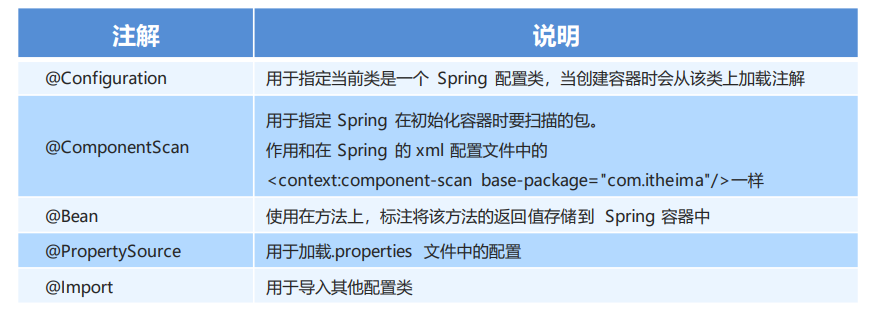 注解 说明
@Configuration 用于指定当前类是一个 Spring 配置类，当创建容器时会从该类上加载注解
@ComponentScan 用于指定 Spring 在初始化容器时要扫描的包。
作用和在 Spring 的 xml 配置文件中的
<context:component-scan base-package="com.itheima"/>一样
@Bean 使用在方法上，标注将该方法的返回值存储到 Spring 容器中
@PropertySource 用于加载.properties 文件中的配置
@Import 用于导入其他配置类